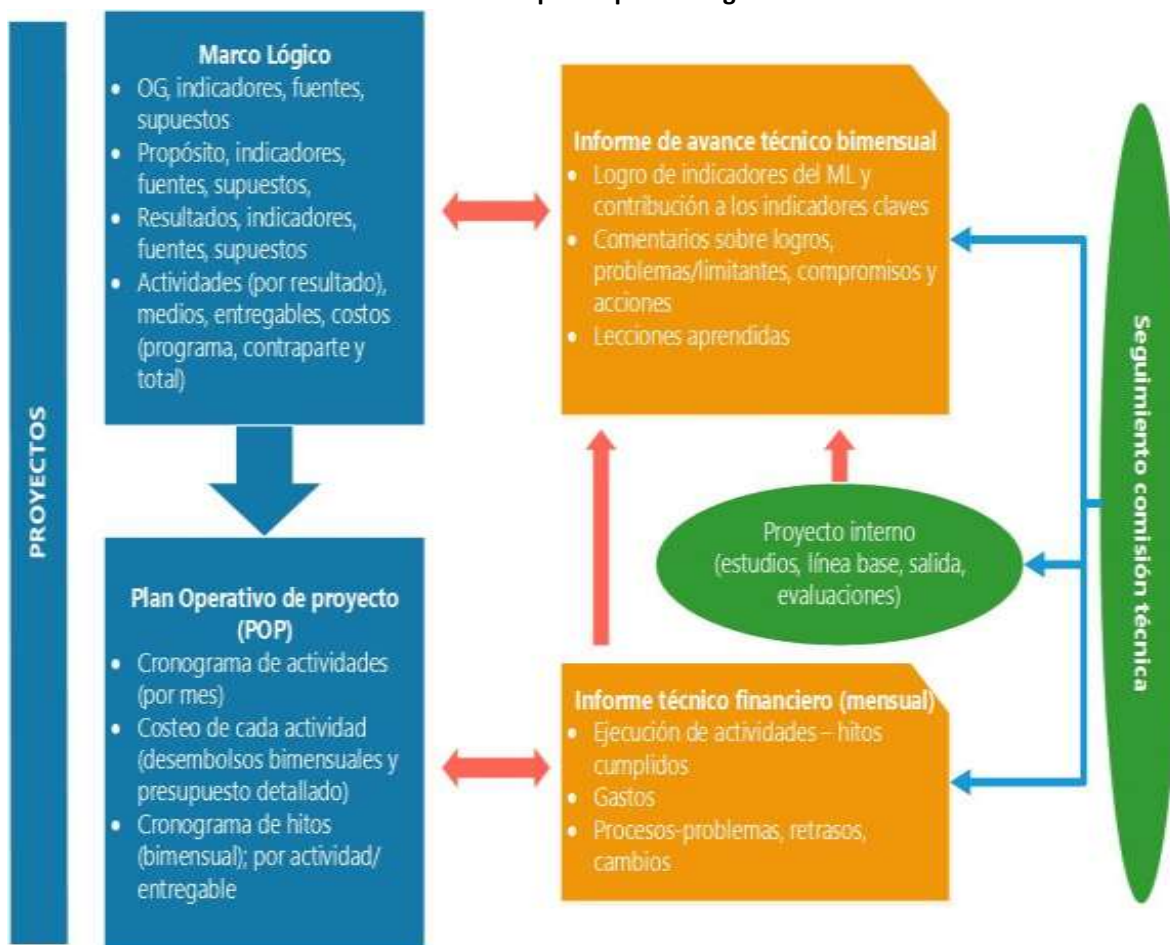 PROYECTOS
Marco Lógico
• OG, indicadores, fuentes,
supuestos
• Propósito, indicadores,
fuentes, supuestos,
• Resultados, indicadores,
fuentes, supuestos
• Actividades (por resultado),
medios, entregables, costos
(programa, contraparte y
total)
Plan Operativo de proyecto
(POP)
• Cronograma de actividades
(por mes)
• Costeo de cada actividad
(desembolsos bimensuales y
presupuesto detallado)
• Cronograma de hitos
(bimensual); por actividad/
entregable
Informe de avance técnico bimensual
• Logro de indicadores del ML y
contribución a los indicadores claves
• Comentarios sobre logros,
problemas/limitantes, compromisos y
acciones
• Lecciones aprendidas
Proyecto interno
(estudios, línea base, salida,
evaluaciones)
Informe técnico financiero (mensual)
• Ejecución de actividades – hitos
cumplidos
• Gastos
• Procesos-problemas, retrasos,
cambios
Seguimiento comisión técnica